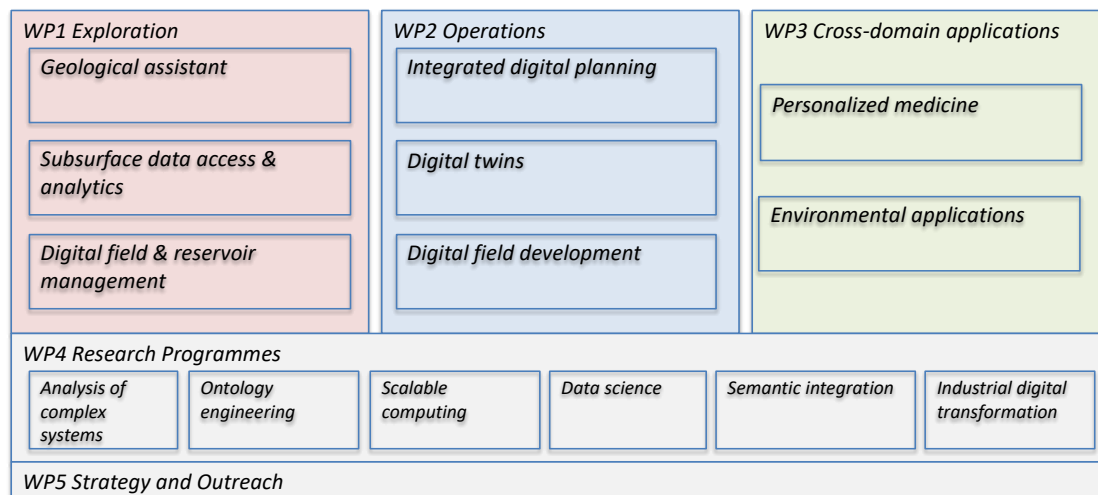 WP1 Exploration
Geological assistant
Subsurface data access &
analytics
Digital field & reservoir
management
WP2 Operations
Integrated digital planning
Digital twins
Digital field development
WP3 Cross-domain applications
Personalized medicine
Environmental applications
WP4 Research Programmes
Analysis of
complex
systems
Ontology
engineering
Scalable
computing
Data science
Semantic integration
Industrial digital
transformation
WP5 Strategy and Outreach